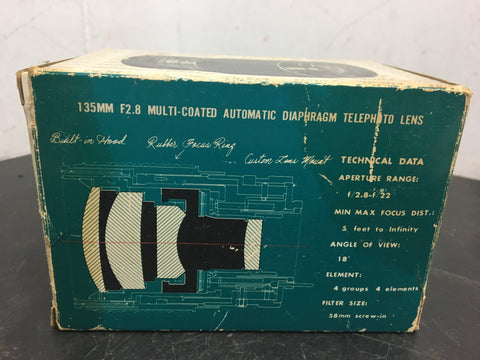 135MM F2.8 MULTI-COATED AUTOMATIC DIAPHRAGM TELEPHOTO LENS
Built-in Hood
Rubber Focus Ring
Custom Lens Mount
TECHNICAL DATA
APERTURE RANGE:
f/2.8-f/22
MIN MAX FOCUS DIST.:
5 feet to Infinity
ANGLE OF VIEW:
18°
ELEMENT:
4 groups 4 elements
FILTER SIZE:
58mm screw-in